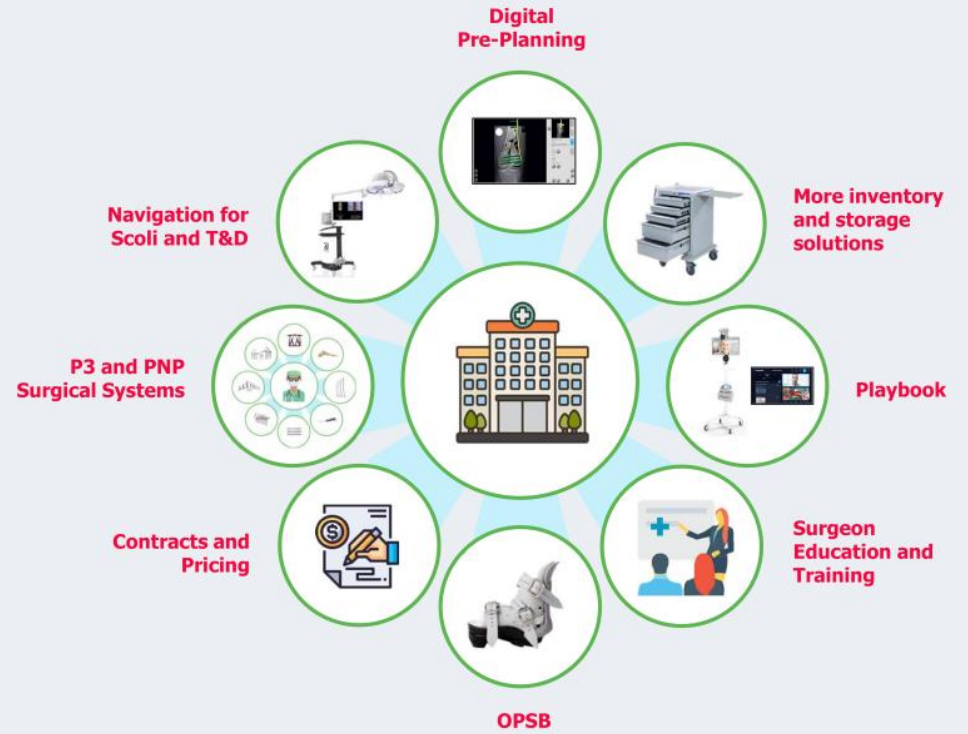 Digital
Pre-Planning
More inventory
and storage
solutions
Playbook
Surgeon
Education and
Training
OPSB
Contracts and
Pricing
P3 and PNP
Surgical Systems
Navigation for
Scoli and T&D